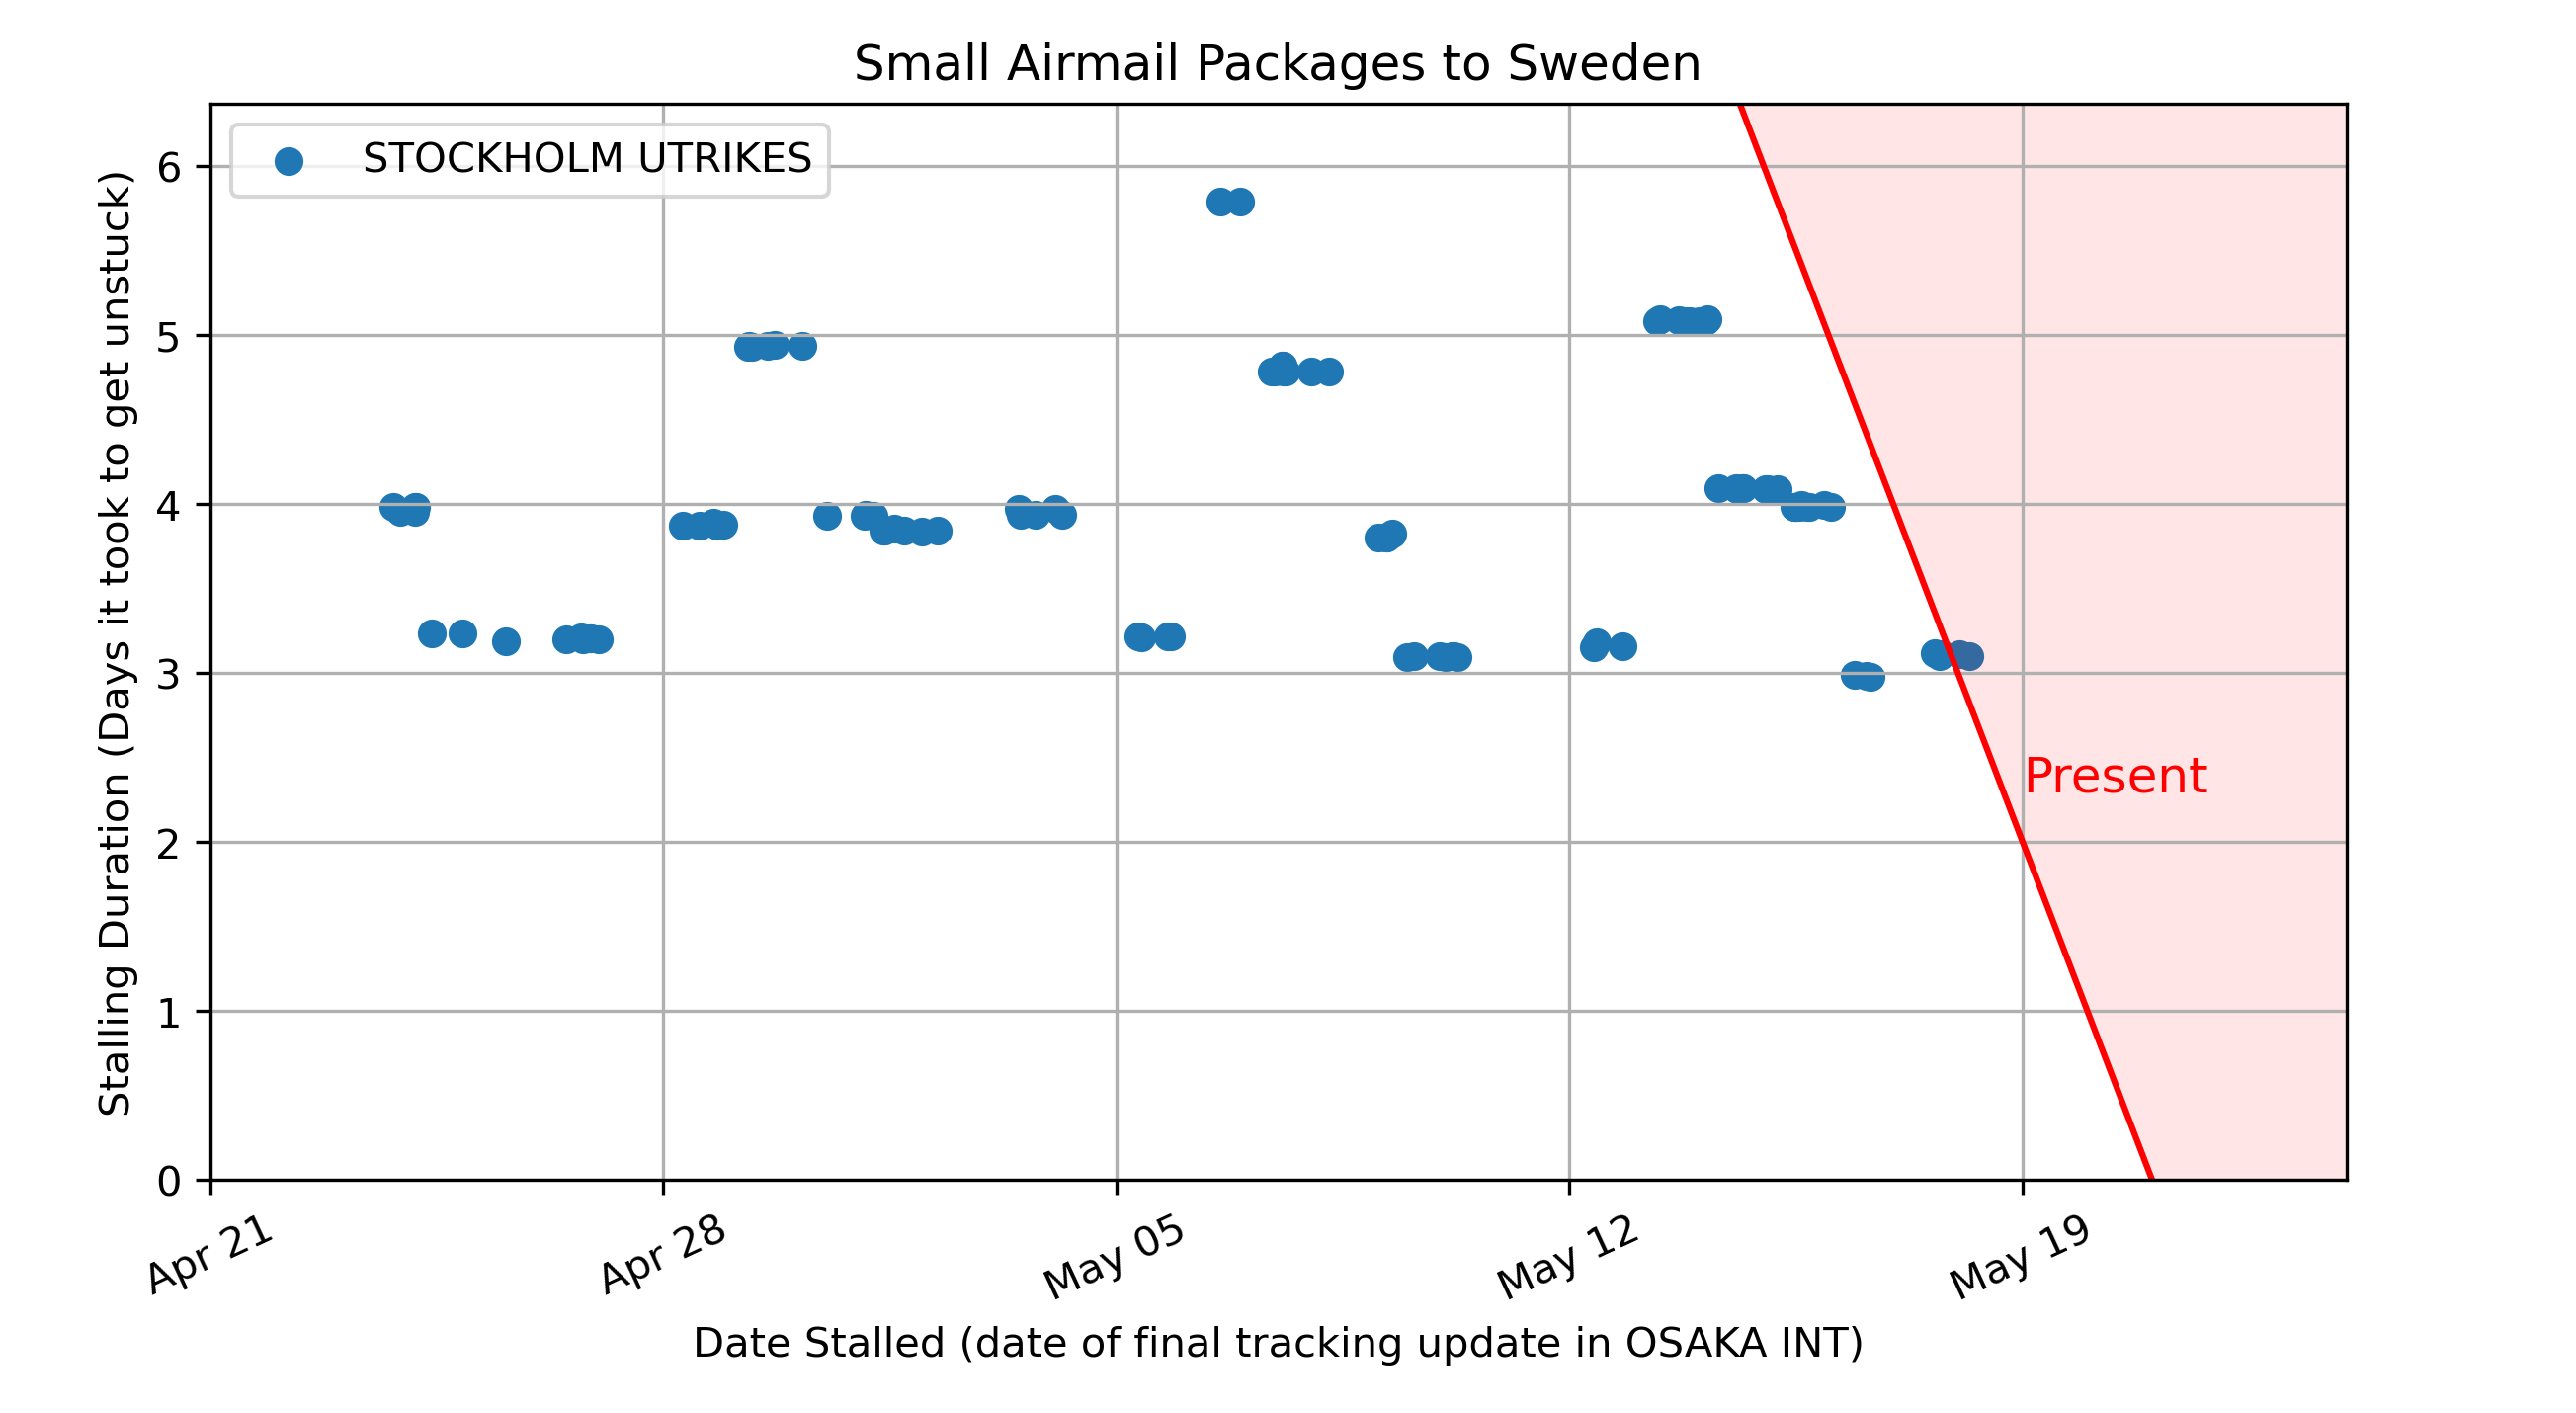 Small Airmail Packages to Sweden
STOCKHOLM UTRIKES
Stalling Duration (Days it took to get unstuck)
6
5
4
3
2
1
0
Present
Apr 21
Apr 28
May 05
May 12
May 19
Date Stalled (date of final tracking update in OSAKA INT)